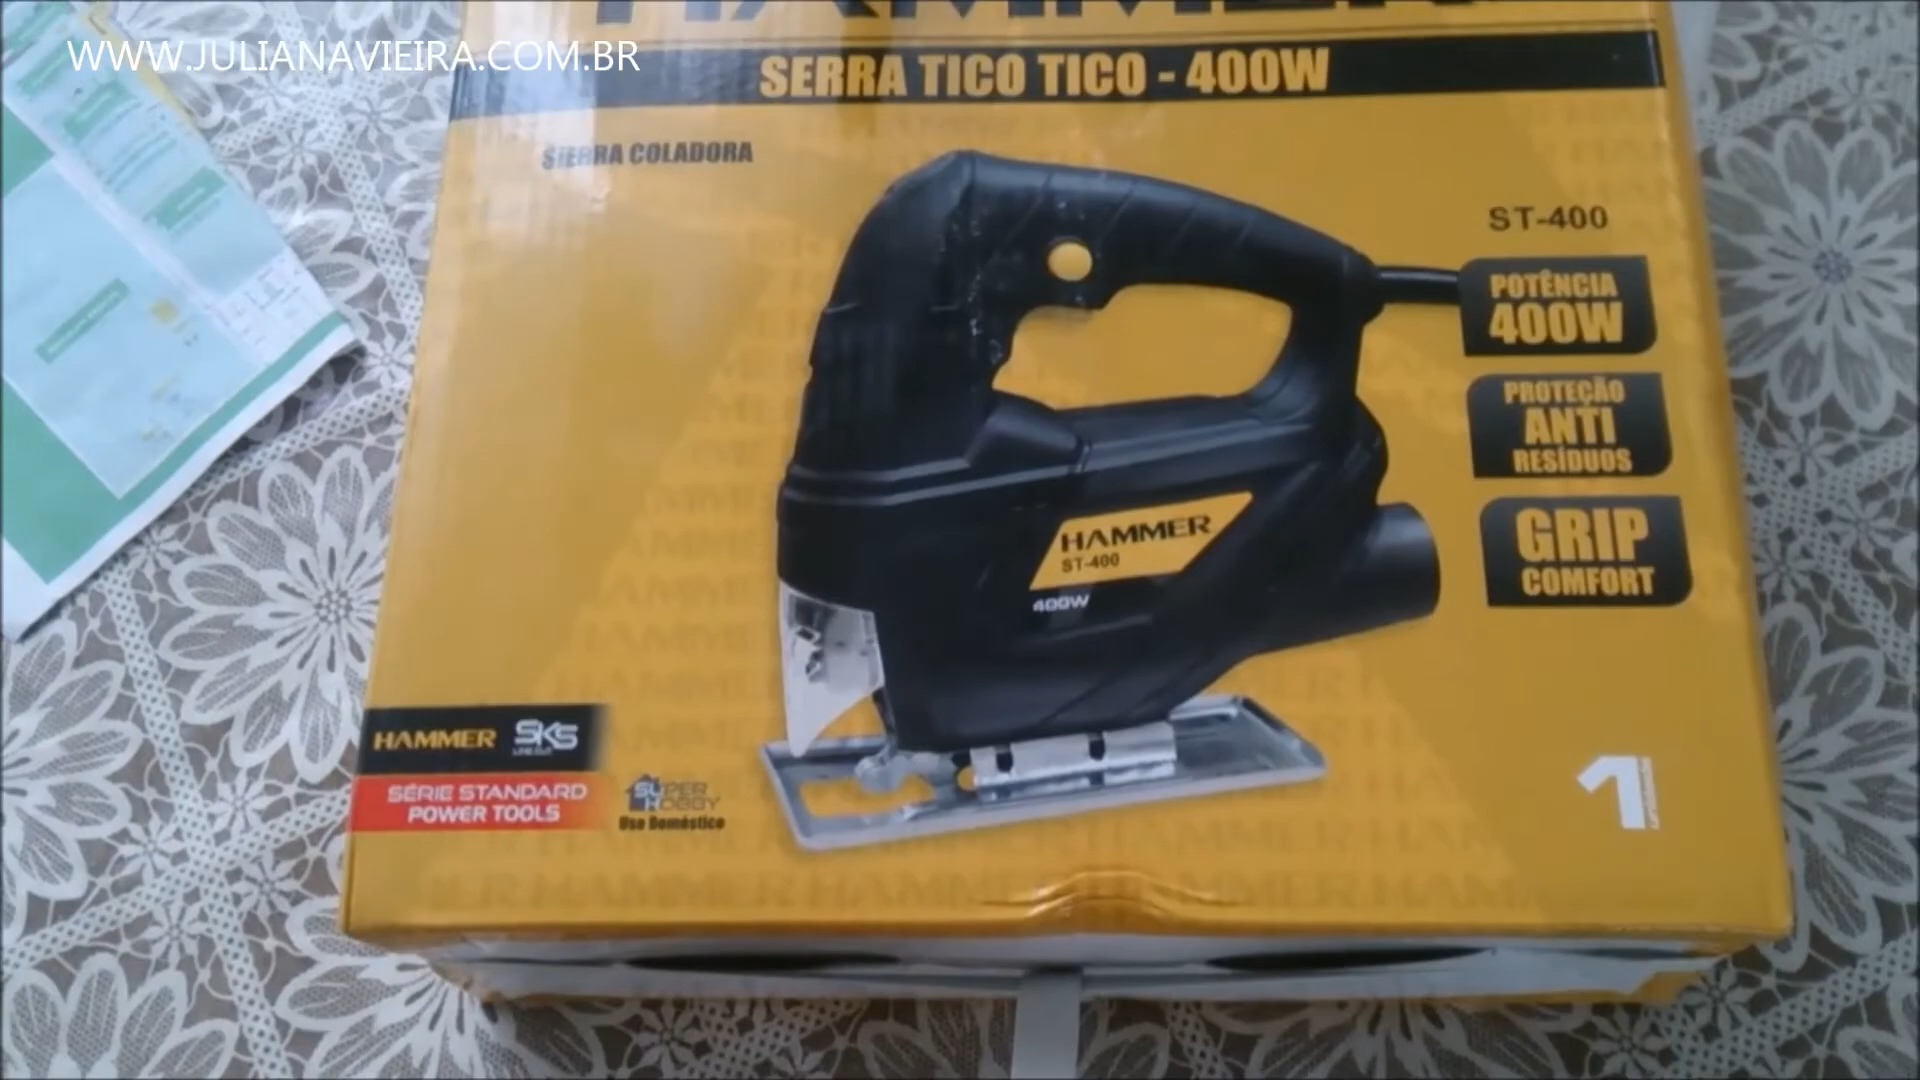 WWW.JULIANAVIEIRA.COM.BR
HAMMER
SERRA TICO TICO - 400W
SIERRA COLADORA
ST-400
POTÊNCIA
400W
PROTEÇÃO
ANTI
RESÍDUOS
GRIP
COMFORT
HAMMER
ST-400
400W
HAMMER SKS
SÉRIE STANDARD
POWER TOOLS
SUPER
HOBBY
Uso Doméstico
1